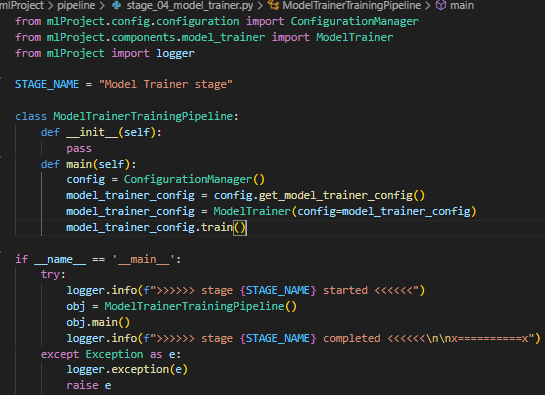 mlProject > pipeline > stage_04_model_trainer.py > ModelTrainerTrainingPipeline > main
from mlProject.config.configuration import ConfigurationManager
from mlProject.components.model_trainer import ModelTrainer
from mlProject import logger

STAGE_NAME = "Model Trainer stage"

class ModelTrainerTrainingPipeline:
    def __init__(self):
        pass
    def main(self):
        config = ConfigurationManager()
        model_trainer_config = config.get_model_trainer_config()
        model_trainer_config = ModelTrainer(config=model_trainer_config)
        model_trainer_config.train()

if __name__ == '__main__':
    try:
        logger.info(f">>>>>> stage {STAGE_NAME} started <<<<<<")
        obj = ModelTrainerTrainingPipeline()
        obj.main()
        logger.info(f">>>>>> stage {STAGE_NAME} completed <<<<<<\n\nx==========x")
    except Exception as e:
        logger.exception(e)
        raise e